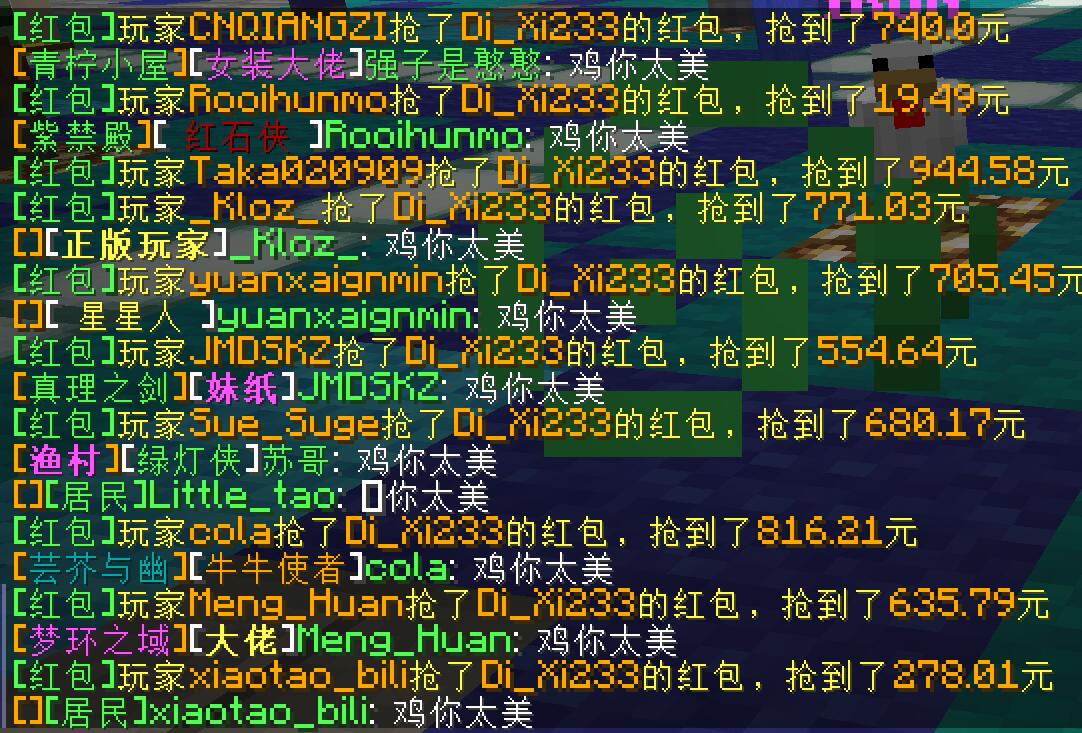 [红包]玩家CNQIANGZI抢了Di_Xi233的红包，抢到了740.0元
[青柠小屋][女装大佬]强子是憨憨: 鸡你太美
[红包]玩家Rooihunmo抢了Di_Xi233的红包，抢到了19.49元
[紫禁殿][ 红石侠 ]Rooihunmo: 鸡你太美
[红包]玩家Taka020909抢了Di_Xi233的红包，抢到了944.58元
[红包]玩家_Kloz_抢了Di_Xi233的红包，抢到了771.03元
[][正版玩家]_Kloz_: 鸡你太美
[红包]玩家yuanxaignmin抢了Di_Xi233的红包，抢到了705.45元
[][ 星星人 ]yuanxaignmin: 鸡你太美
[红包]玩家JMDSKZ抢了Di_Xi233的红包，抢到了554.64元
[真理之剑][妹纸]JMDSKZ: 鸡你太美
[红包]玩家Sue_Suge抢了Di_Xi233的红包，抢到了680.17元
[渔村][绿灯侠]苏哥: 鸡你太美
[][居民]Little_tao: 你太美
[红包]玩家cola抢了Di_Xi233的红包，抢到了816.21元
[芸芥与幽][牛牛使者]cola: 鸡你太美
[红包]玩家Meng_Huan抢了Di_Xi233的红包，抢到了635.79元
[梦环之域][大佬]Meng_Huan: 鸡你太美
[红包]玩家xiaotao_bili抢了Di_Xi233的红包，抢到了278.01元
[][居民]xiaotao_bili: 鸡你太美